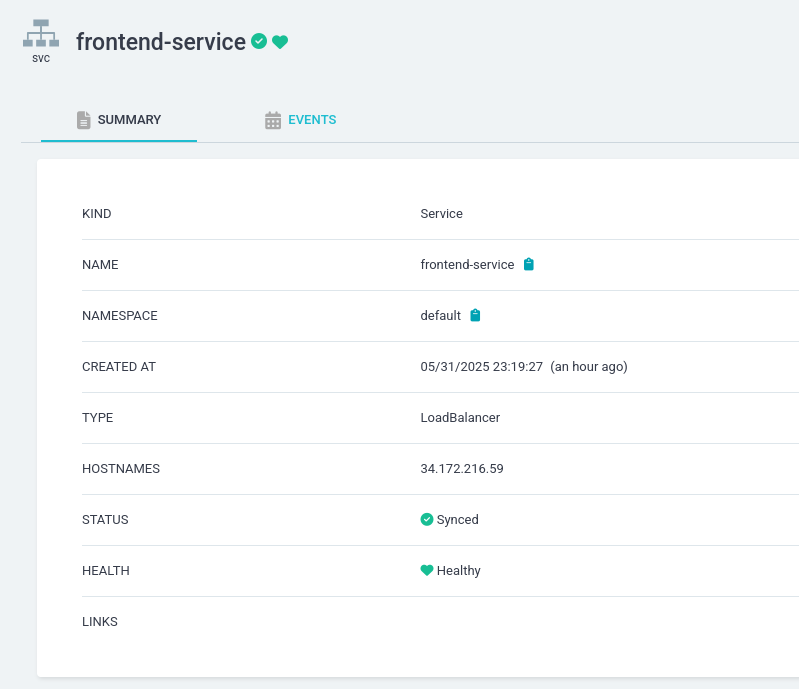 frontend-service
SVC
SUMMARY EVENTS
KIND Service
NAME frontend-service
NAMESPACE default
CREATED AT 05/31/2025 23:19:27 (an hour ago)
TYPE LoadBalancer
HOSTNAMES 34.172.216.59
STATUS Synced
HEALTH Healthy
LINKS